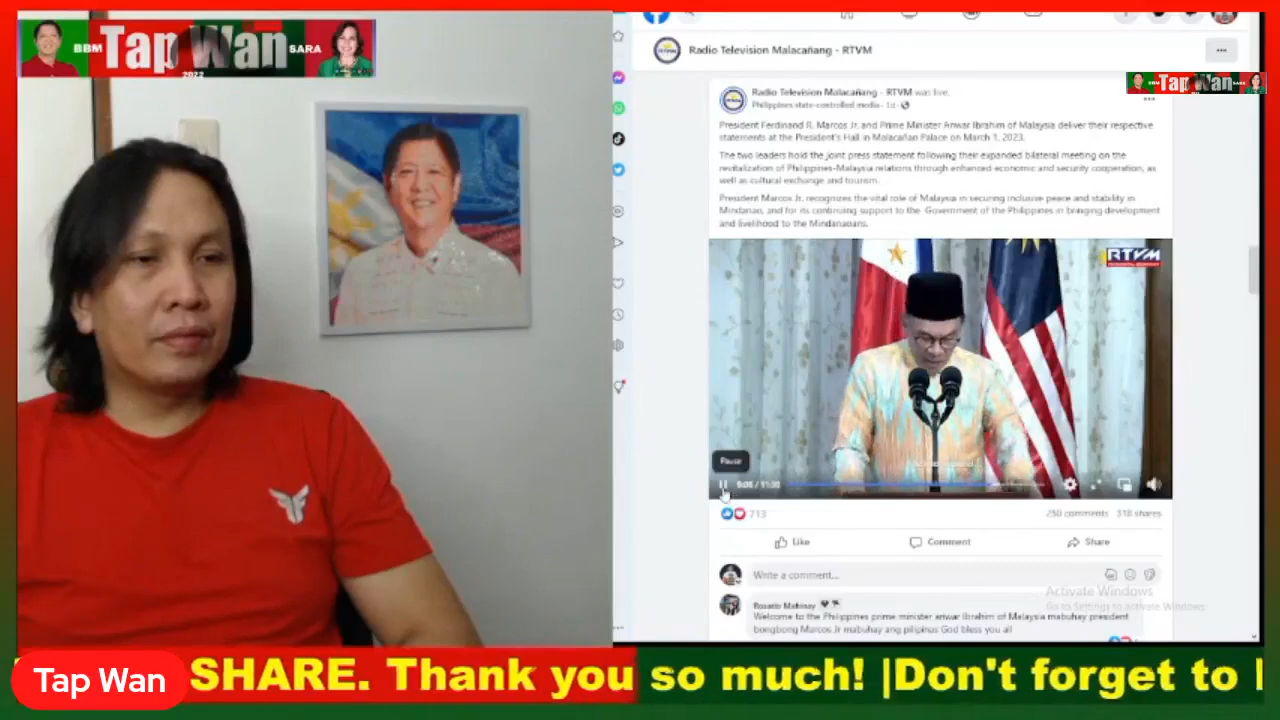 BBM Tap Wan SARA
2022
Radio Television Malacañang - RTVM
Tap Wan
Radio Television Malacañang - RTVM was live.
Philippines state-controlled media · 1d ·
President Ferdinand R. Marcos Jr. and Prime Minister Anwar Ibrahim of Malaysia deliver their respective
statements at the President's Hall in Malacañan Palace on March 1, 2023.
The two leaders hold the joint press statement following their expanded bilateral meeting on the
revitalization of Philippines-Malaysia relations through enhanced economic and security cooperation, as
well as cultural exchange and tourism.
President Marcos Jr. recognizes the vital role of Malaysia in securing inclusive peace and stability in
Mindanao, and for its continuing support to the Government of the Philippines in bringing development
and livelihood to the Mindanaoans.
RTVM
Pause
713
250 comments 318 shares
Like Comment Share
Write a comment...
Activate Windows
Go to Settings to activate Windows.
Rosario Mahinay
Welcome to the Philippines prime minister anwar Ibrahim of Malaysia mabuhay president
bongbong Marcos Jr mabuhay ang pilipinus God bless you all
Tap Wan SHARE. Thank you so much! |Don't forget to